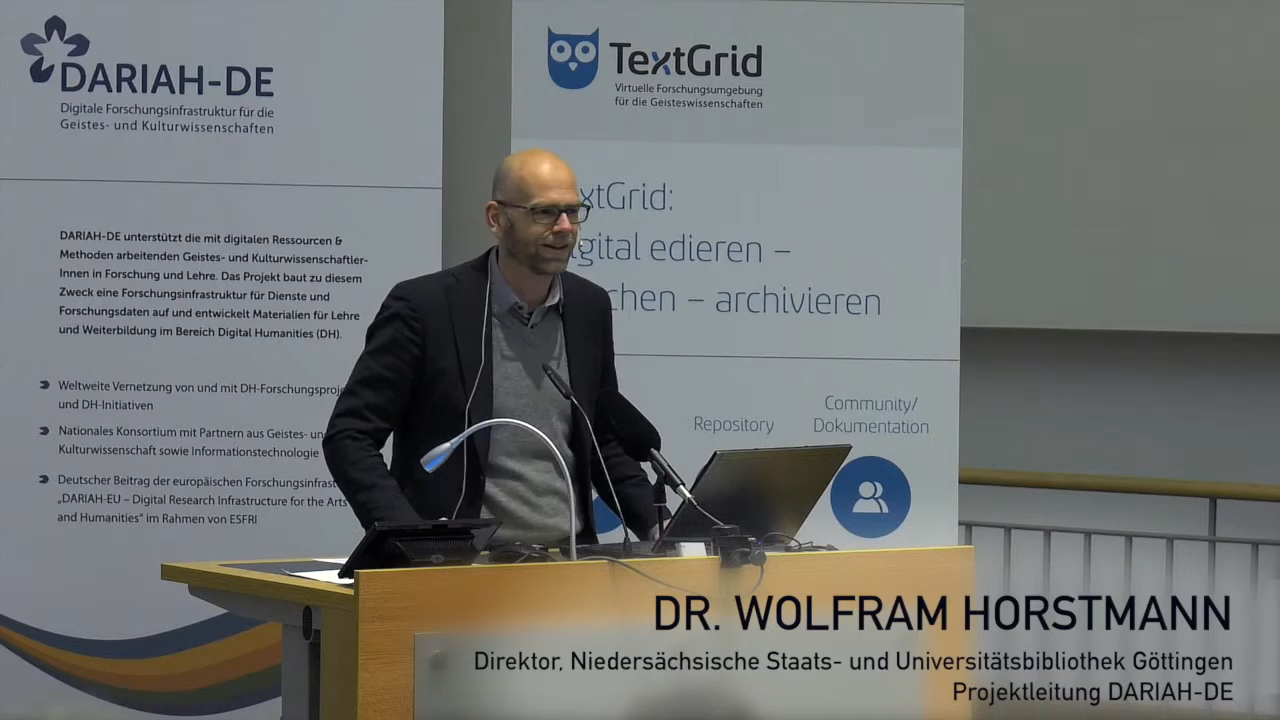 DARIAH-DE
Digitale Forschungsinfrastruktur für die
Geistes- und Kulturwissenschaften
DARIAH-DE unterstützt die mit digitalen Ressourcen &
Methoden arbeitenden Geistes- und Kulturwissenschaftler-
Innen in Forschung und Lehre. Das Projekt baut zu diesem
Zweck eine Forschungsinfrastruktur für Dienste und
Forschungsdaten auf und entwickelt Materialien für Lehre
und Weiterbildung im Bereich Digital Humanities (DH).
Weltweite Vernetzung von und mit DH-Forschungsproje
und DH-Initiativen
Nationales Konsortium mit Partnern aus Geistes- un
Kulturwissenschaft sowie Informationstechnologie
Deutscher Beitrag der europäischen Forschungsinfrast
„DARIAH-EU – Digital Research Infrastructure for the Arts
and Humanities“ im Rahmen von ESFRI
TextGrid
Virtuelle Forschungsumgebung
für die Geisteswissenschaften
xtGrid:
gital edieren –
chen – archivieren
Repository
Community/
Dokumentation
DR. WOLFRAM HORSTMANN
Direktor, Niedersächsische Staats- und Universitätsbibliothek Göttingen
Projektleitung DARIAH-DE